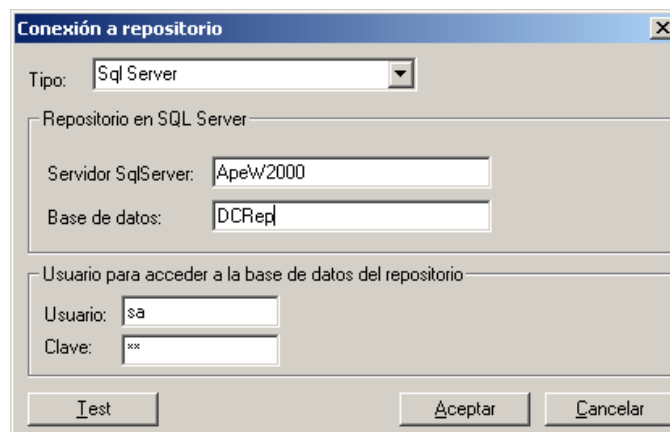 Conexión a repositorio
Tipo: Sql Server
Repositorio en SQL Server
Servidor SqlServer: ApeW2000
Base de datos: DCRep
Usuario para acceder a la base de datos del repositorio
Usuario: sa
Clave: **
Test Aceptar Cancelar